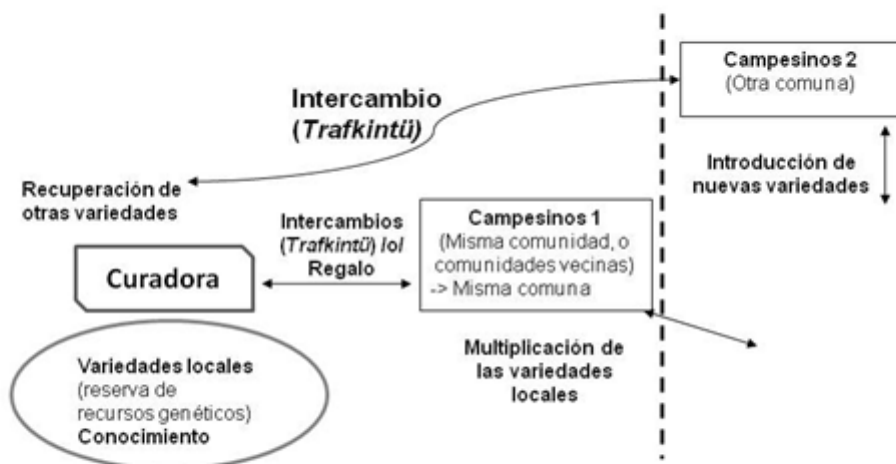 Campesinos 2
(Otra comuna)
Intercambio
(Trafkintü)
Introducción de
nuevas variedades
Recuperación de
otras variedades
Intercambios
(Trafkintü) /o/
Regalo
Campesinos 1
(Misma comunidad, o
comunidades vecinas)
-> Misma comuna
Curadora
Multiplicación de
las variedades
locales
Variedades locales
(reserva de
recursos genéticos)
Conocimiento